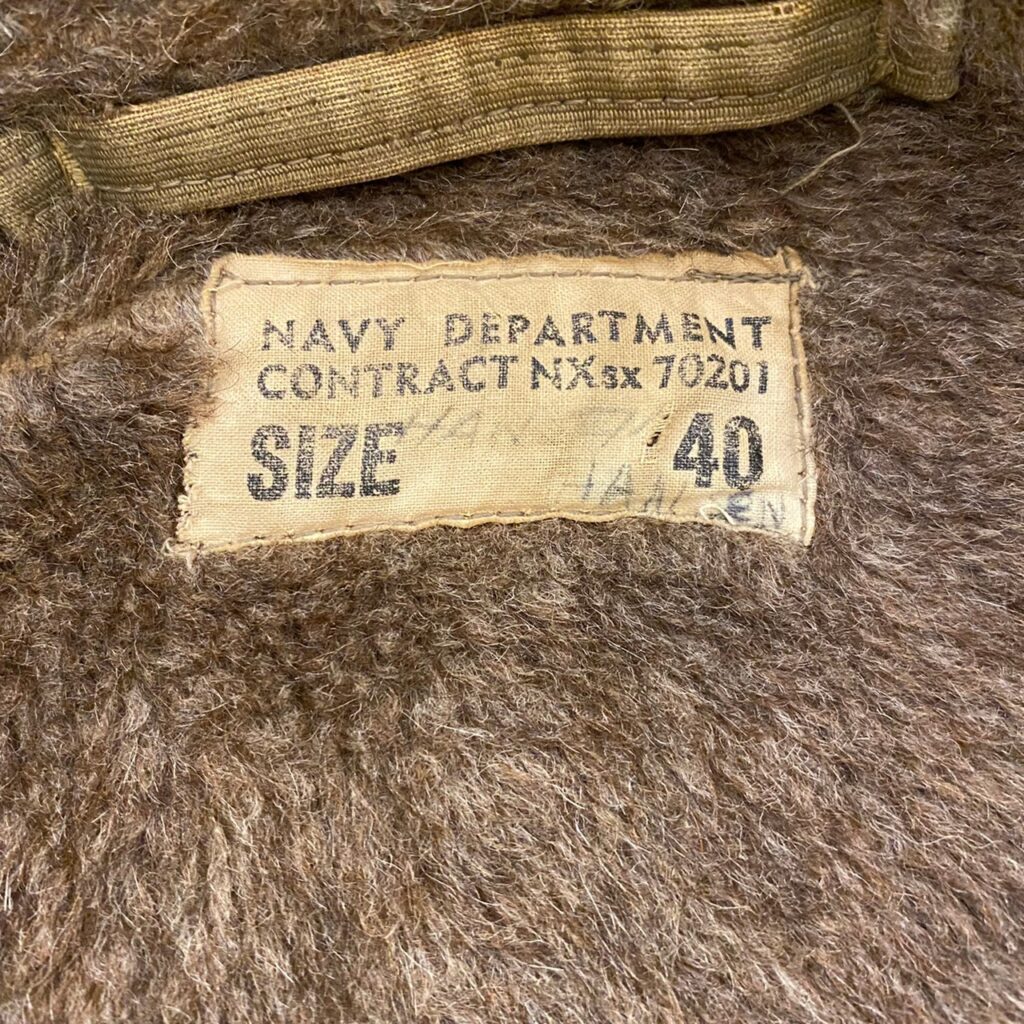 NAVY DEPARTMENT
CONTRACT NXsx 70201
SIZE 40